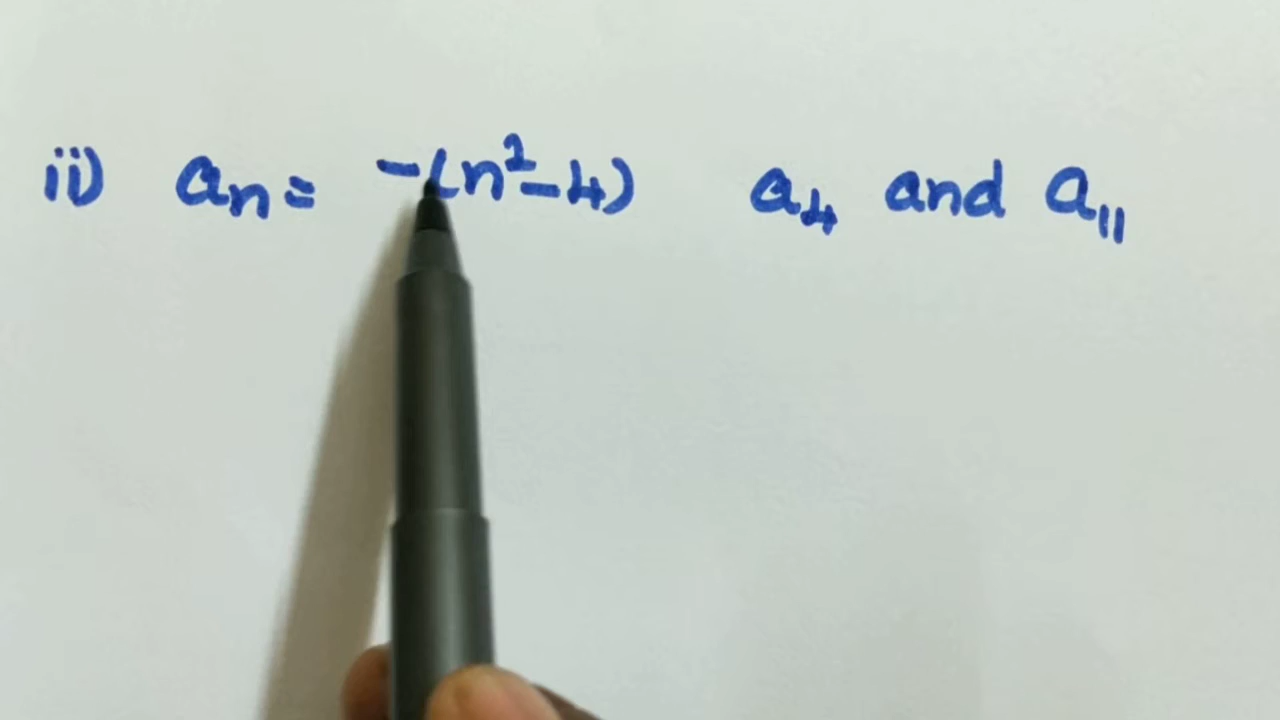 ii) aₙ = -(n²-4) a₄ and a₁₁